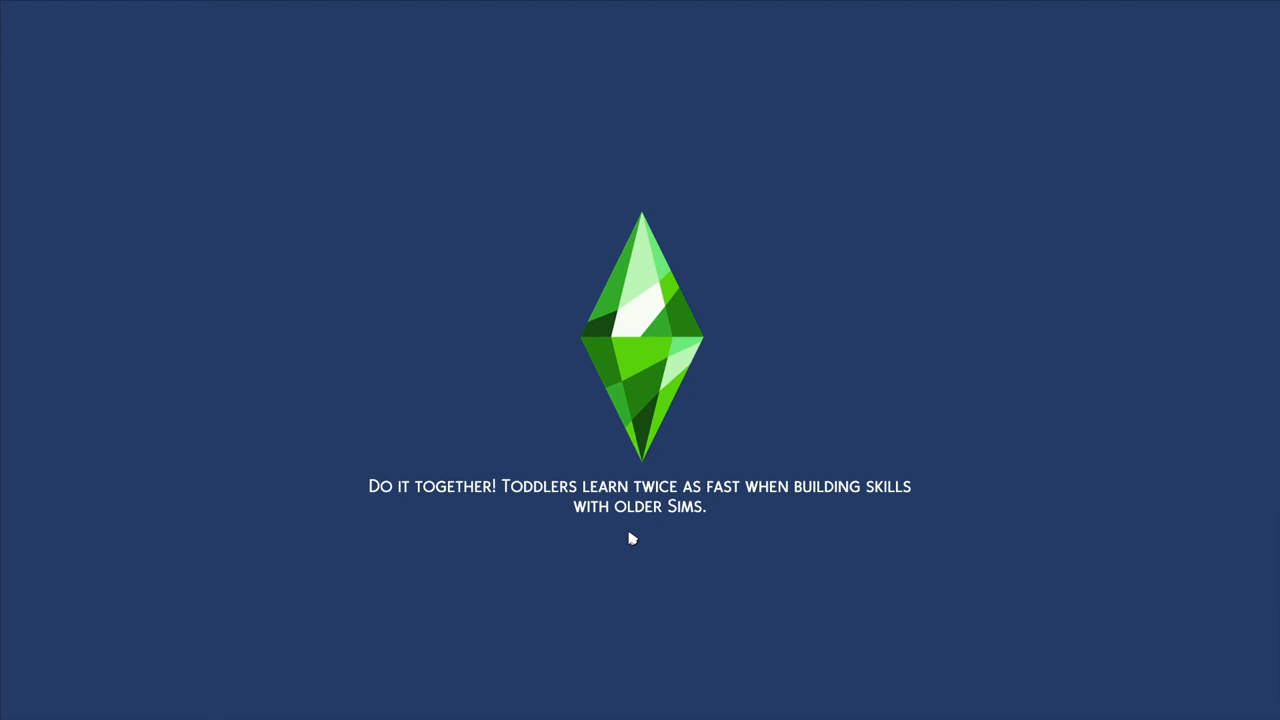 Do it together! Toddlers learn twice as fast when building skills
with older Sims.